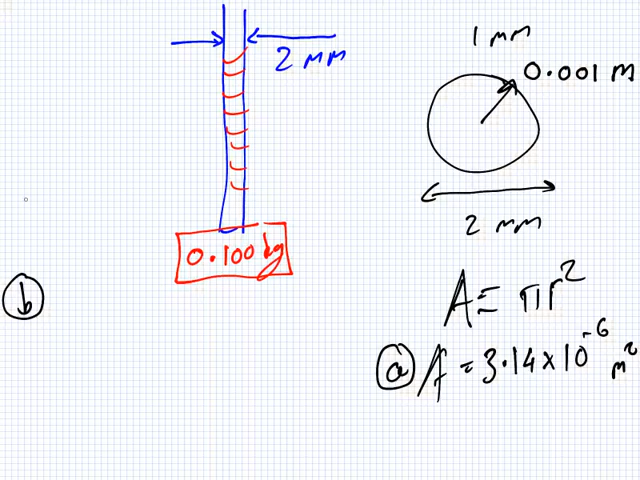 1 mm
0.001 m
2 mm
2 mm
0.100 kg
b
A = πr²
a A = 3.14 × 10⁻⁶ m²